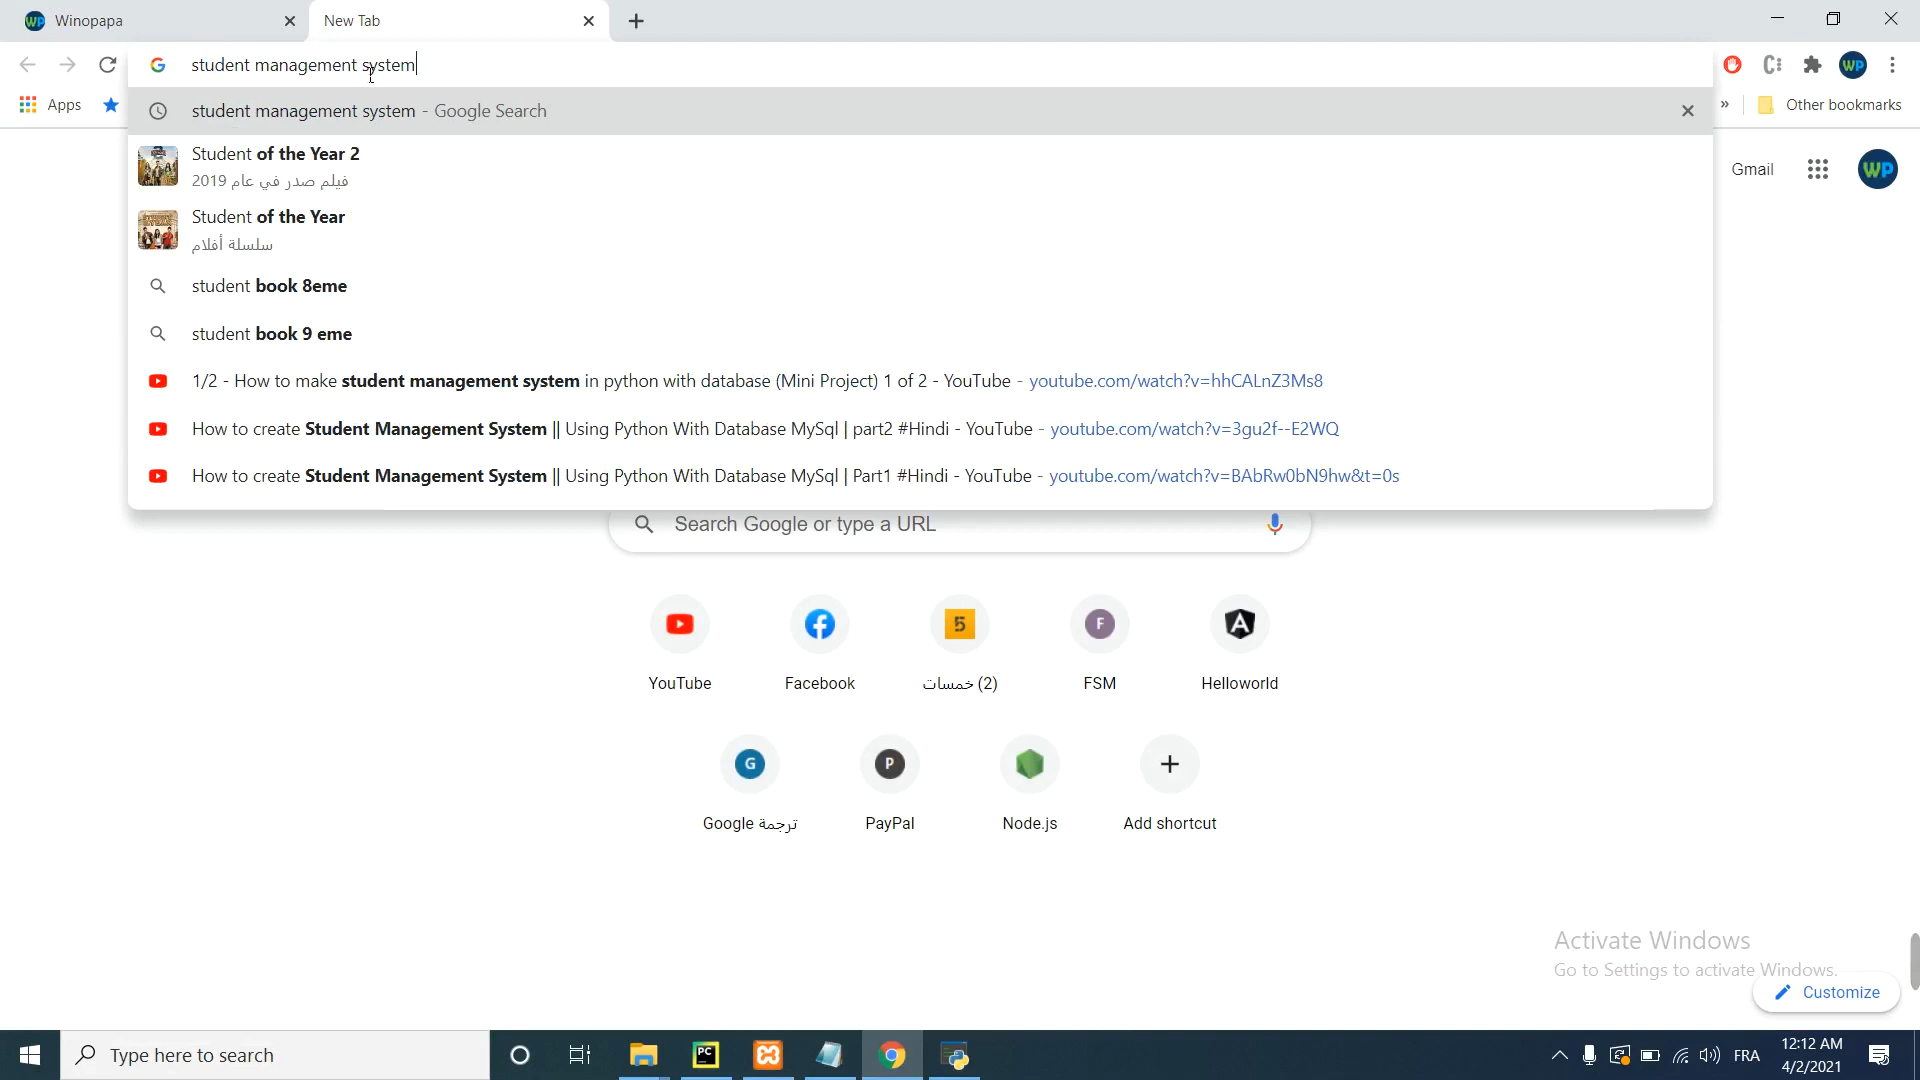 WP Winopapa
New Tab
student management system
WP
Apps
Other bookmarks
student management system - Google Search
Student of the Year 2
فيلم صدر في عام 2019
Student of the Year
سلسلة أفلام
Gmail
WP
student book 8eme
student book 9 eme
1/2 - How to make student management system in python with database (Mini Project) 1 of 2 - YouTube - youtube.com/watch?v=hhCALnZ3Ms8
How to create Student Management System || Using Python With Database MySql | part2 #Hindi - YouTube - youtube.com/watch?v=3gu2f--E2WQ
How to create Student Management System || Using Python With Database MySql | Part1 #Hindi - YouTube - youtube.com/watch?v=BAbRw0bN9hw&t=0s
Search Google or type a URL
5
F
YouTube
Facebook
(2) خمسات
FSM
Helloworld
G
P
ترجمة Google
PayPal
Node.js
Add shortcut
Activate Windows
Go to Settings to activate Windows.
Customize
Type here to search
PC
FRA
12:12 AM
4/2/2021